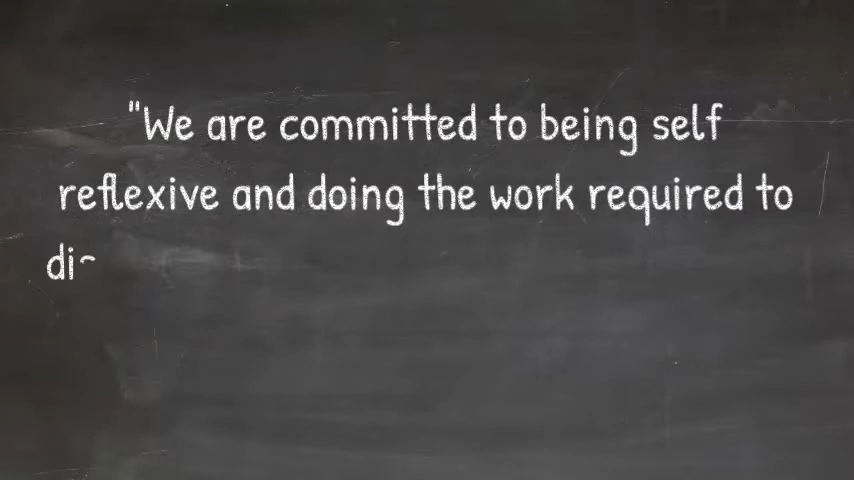 "We are committed to being self
reflexive and doing the work required to
di